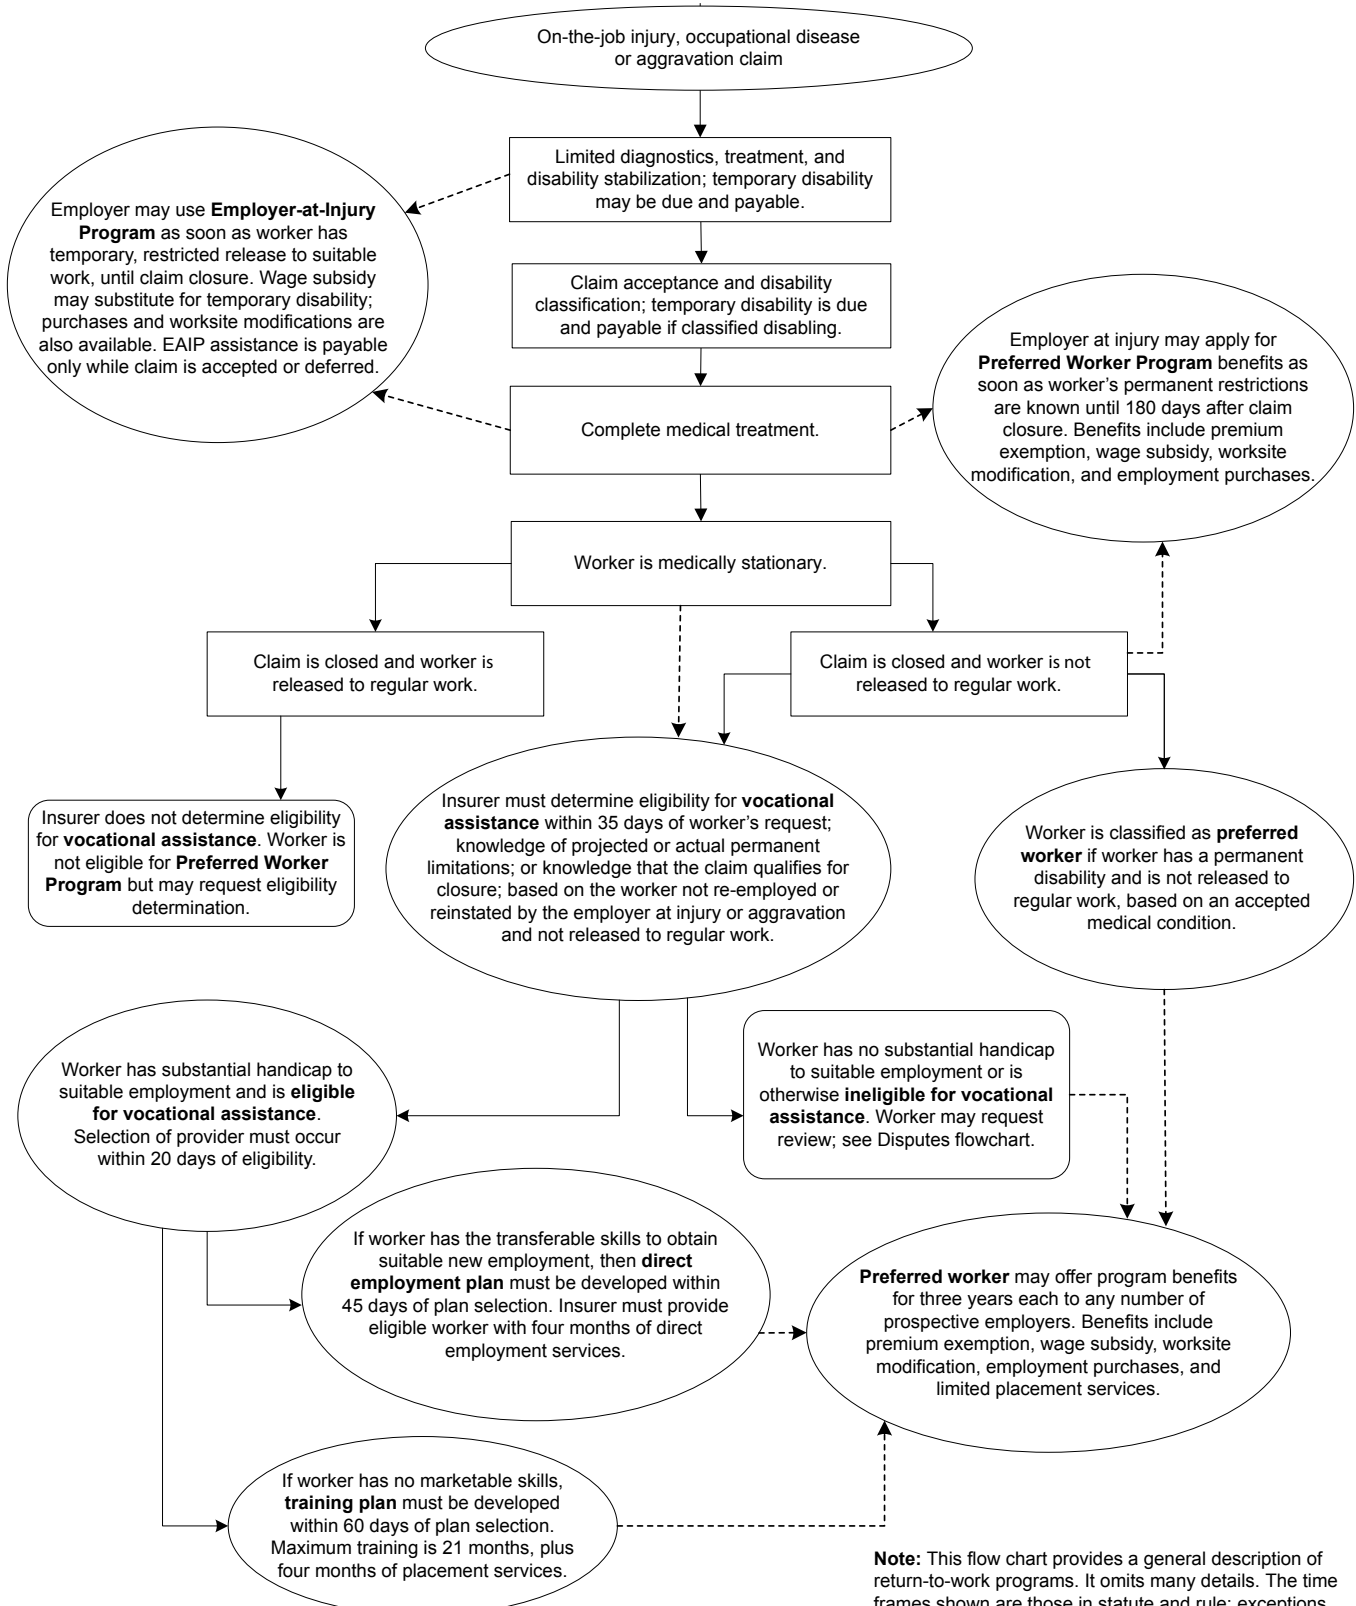 On-the-job injury, occupational disease
or aggravation claim
Limited diagnostics, treatment, and
disability stabilization; temporary disability
may be due and payable.
Employer may use Employer-at-Injury
Program as soon as worker has
temporary, restricted release to suitable
work, until claim closure. Wage subsidy
may substitute for temporary disability;
purchases and worksite modifications are
also available. EAIP assistance is payable
only while claim is accepted or deferred.
Claim acceptance and disability
classification; temporary disability is due
and payable if classified disabling.
Employer at injury may apply for
Preferred Worker Program benefits as
soon as worker’s permanent restrictions
are known until 180 days after claim
closure. Benefits include premium
exemption, wage subsidy, worksite
modification, and employment purchases.
Complete medical treatment.
Worker is medically stationary.
Claim is closed and worker is
released to regular work.
Claim is closed and worker is not
released to regular work.
Insurer does not determine eligibility
for vocational assistance. Worker is
not eligible for Preferred Worker
Program but may request eligibility
determination.
Insurer must determine eligibility for vocational
assistance within 35 days of worker’s request;
knowledge of projected or actual permanent
limitations; or knowledge that the claim qualifies for
closure; based on the worker not re-employed or
reinstated by the employer at injury or aggravation
and not released to regular work.
Worker is classified as preferred
worker if worker has a permanent
disability and is not released to
regular work, based on an accepted
medical condition.
Worker has substantial handicap to
suitable employment and is eligible
for vocational assistance.
Selection of provider must occur
within 20 days of eligibility.
Worker has no substantial handicap
to suitable employment or is
otherwise ineligible for vocational
assistance. Worker may request
review; see Disputes flowchart.
If worker has the transferable skills to obtain
suitable new employment, then direct
employment plan must be developed within
45 days of plan selection. Insurer must provide
eligible worker with four months of direct
employment services.
Preferred worker may offer program benefits
for three years each to any number of
prospective employers. Benefits include
premium exemption, wage subsidy, worksite
modification, employment purchases, and
limited placement services.
If worker has no marketable skills,
training plan must be developed
within 60 days of plan selection.
Maximum training is 21 months, plus
four months of placement services.
Note: This flow chart provides a general description of
return-to-work programs. It omits many details. The time
frames shown are those in statute and rule; exceptions